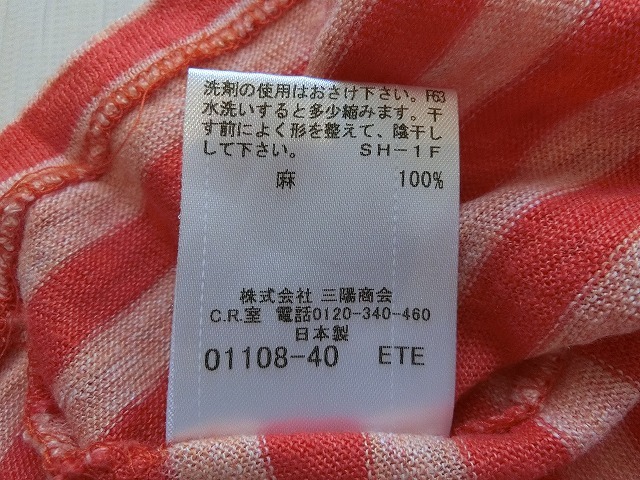 洗剤の使用はおさけ下さい。F63
水洗いすると多少縮みます。干
す前によく形を整えて、陰干し
して下さい。 SH-1F
麻 100%
株式会社 三陽商会
C.R.室 電話0120-340-460
日本製
01108-40 ETE